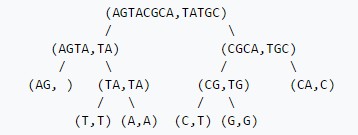 (AGTACGCA,TATGC)
/ \
(AGTA,TA) (CGCA,TGC)
/ \ / \
(AG, ) (TA,TA) (CG,TG) (CA,C)
/ \ / \
(T,T) (A,A) (C,T) (G,G)